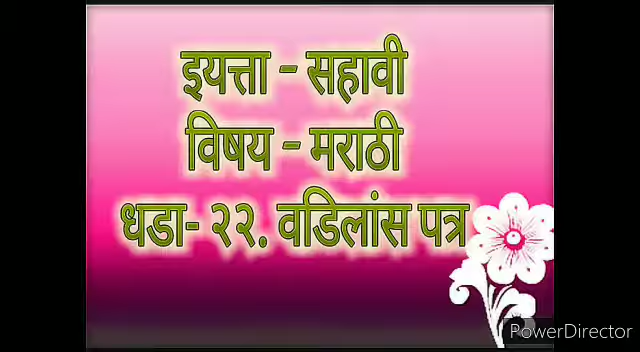 इयत्ता - सहावी
विषय - मराठी
धडा- २२. वडिलांस पत्र
PowerDirector